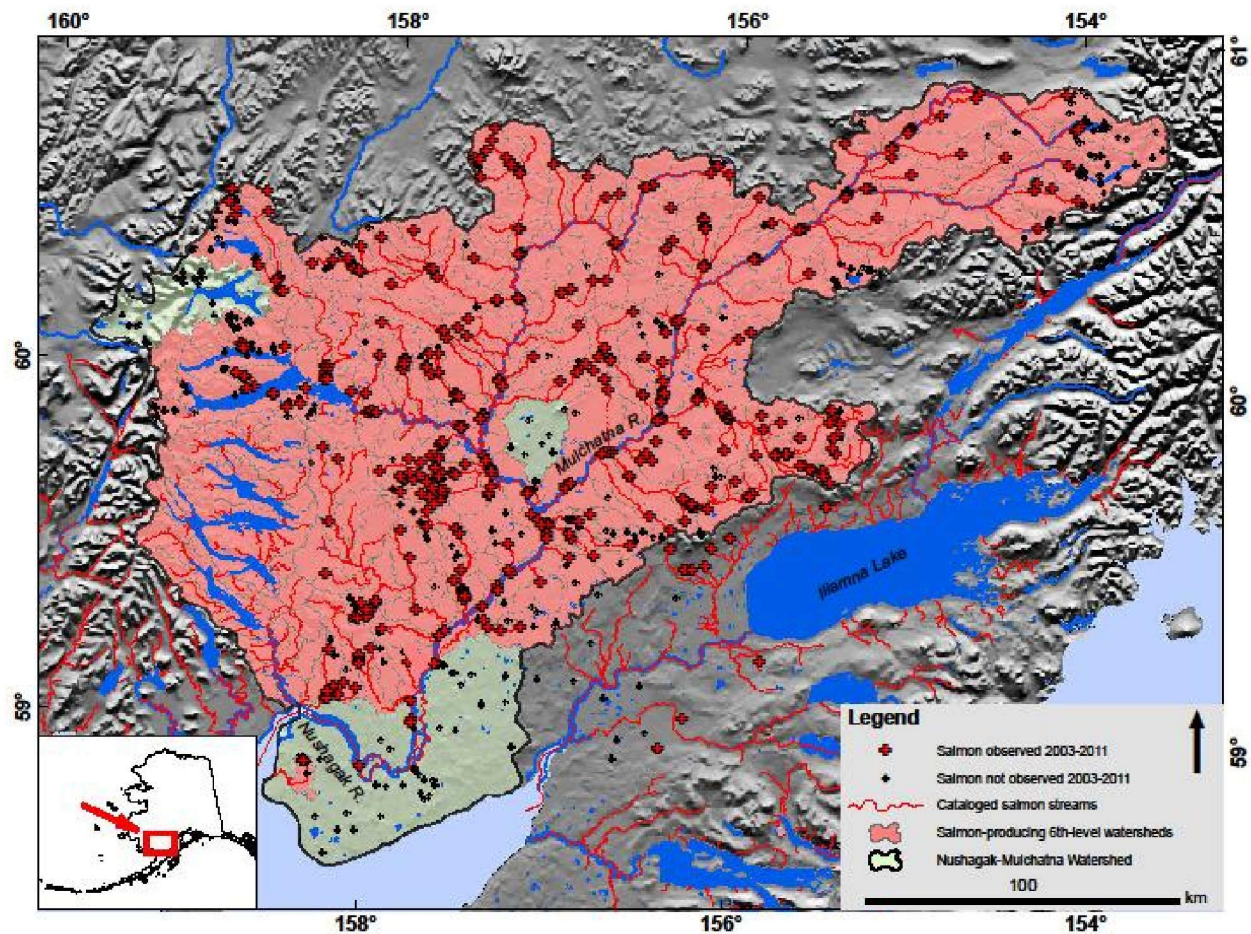 160°
158°
156°
154°
61°
60°
60°
Mulchatna R.
Iliamna Lake
59°
59°
Nushagak R.
Legend
Salmon observed 2003-2011
Salmon not observed 2003-2011
Cataloged salmon streams
Salmon-producing 6th-level watersheds
Nushagak-Mulchatna Watershed
100
km
158°
156°
154°